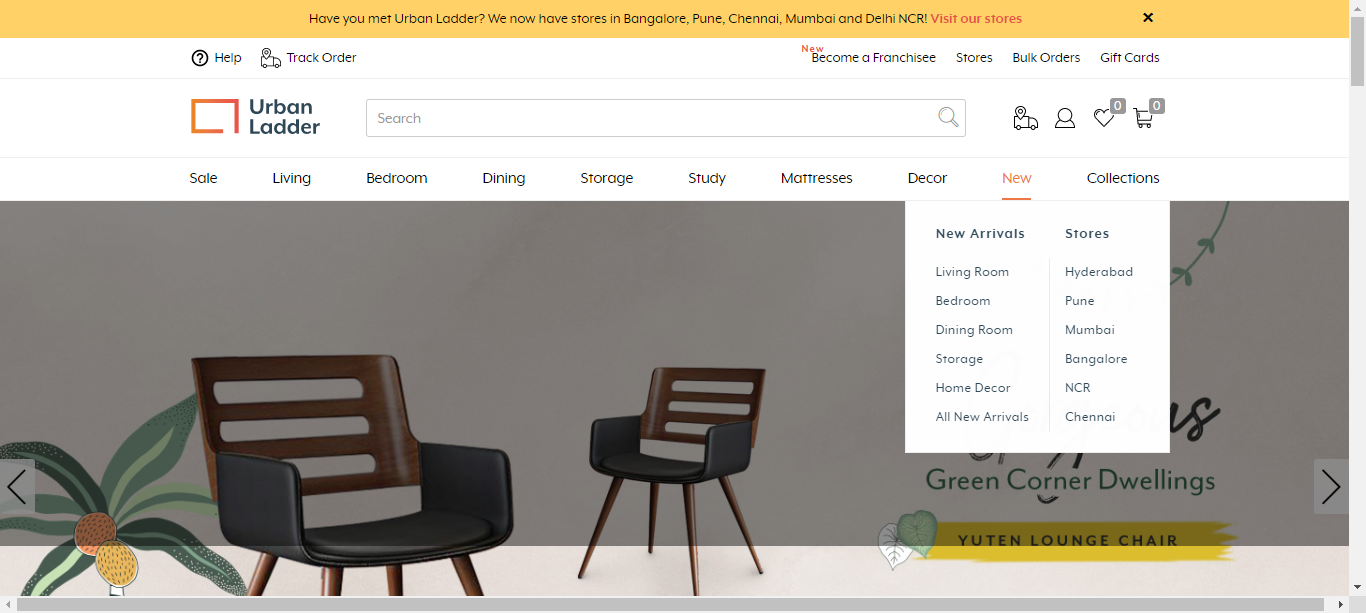 Have you met Urban Ladder? We now have stores in Bangalore, Pune, Chennai, Mumbai and Delhi NCR! Visit our stores
Help
Track Order
New
Become a Franchisee
Stores
Bulk Orders
Gift Cards
Urban
Ladder
Search
0
0
Sale
Living
Bedroom
Dining
Storage
Study
Mattresses
Decor
New
Collections
New Arrivals
Living Room
Bedroom
Dining Room
Storage
Home Decor
All New Arrivals
Stores
Hyderabad
Pune
Mumbai
Bangalore
NCR
Chennai
Green Corner Dwellings
YUTEN LOUNGE CHAIR